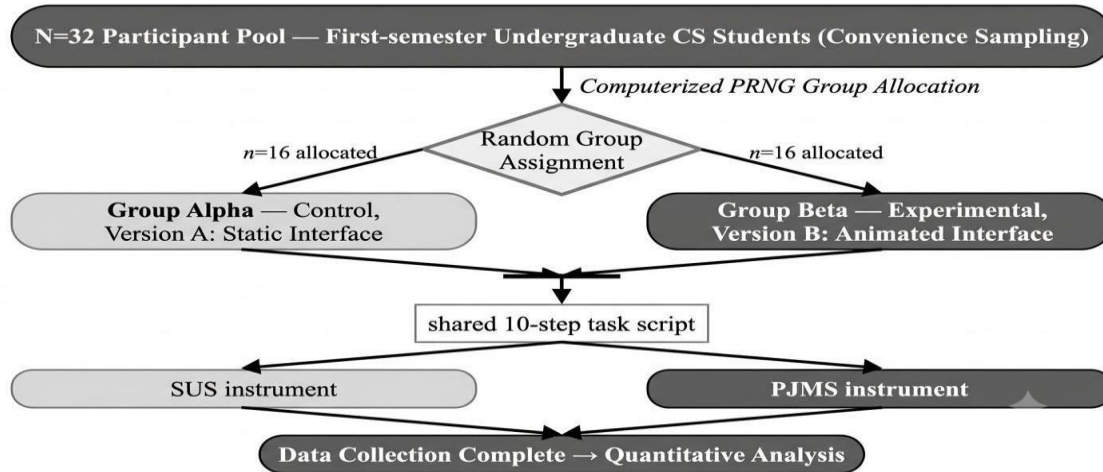 N=32 Participant Pool — First-semester Undergraduate CS Students (Convenience Sampling)
Computerized PRNG Group Allocation
Random Group
Assignment
n=16 allocated
n=16 allocated
Group Alpha — Control,
Version A: Static Interface
Group Beta — Experimental,
Version B: Animated Interface
shared 10-step task script
SUS instrument
PJMS instrument
Data Collection Complete → Quantitative Analysis